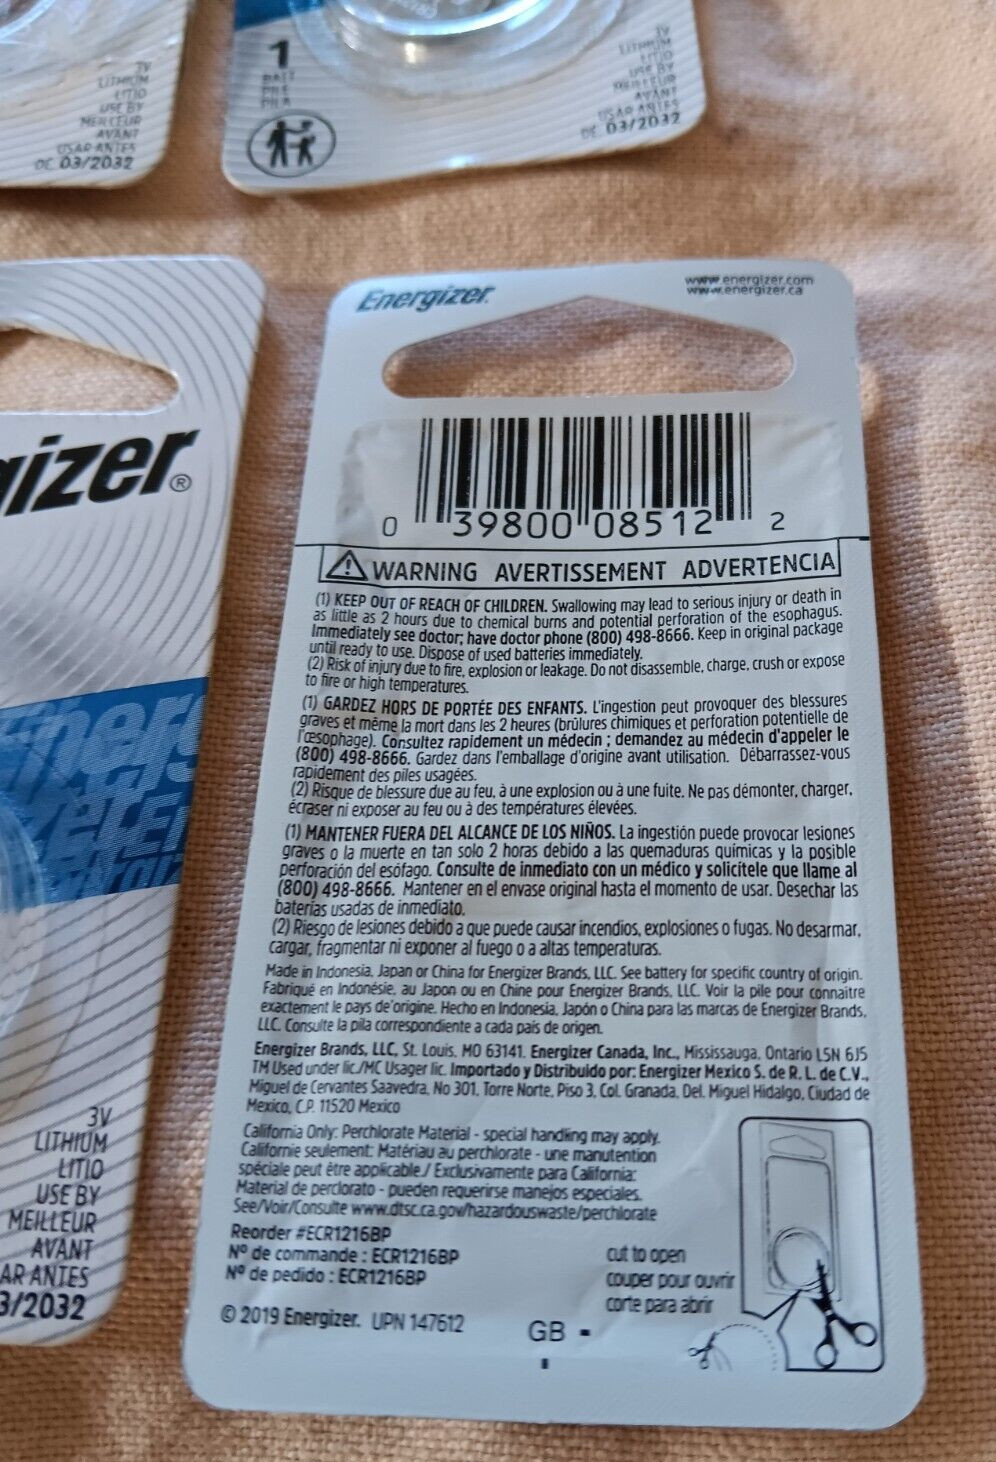 3V
LITHIUM
LITIO
USE BY
MEILLEUR
AVANT
USAR ANTES
DE 03/2032
1
BATT
PILE
PILA
3V
LITHIUM
LITIO
USE BY
MEILLEUR
AVANT
USAR ANTES
DE 03/2032
gizer®
3V
LITHIUM
LITIO
USE BY
MEILLEUR
AVANT
AR ANTES
3/2032
Energizer
www.energizer.com
www.energizer.ca
0 39800 08512 2
WARNING AVERTISSEMENT ADVERTENCIA
(1) KEEP OUT OF REACH OF CHILDREN. Swallowing may lead to serious injury or death in
as little as 2 hours due to chemical burns and potential perforation of the esophagus.
Immediately see doctor; have doctor phone (800) 498-8666. Keep in original package
until ready to use. Dispose of used batteries immediately.
(2) Risk of injury due to fire, explosion or leakage. Do not disassemble, charge, crush or expose
to fire or high temperatures.
(1) GARDEZ HORS DE PORTÉE DES ENFANTS. L'ingestion peut provoquer des blessures
graves et même la mort dans les 2 heures (brûlures chimiques et perforation potentielle de
l'œsophage). Consultez rapidement un médecin ; demandez au médecin d'appeler le
(800) 498-8666. Gardez dans l'emballage d'origine avant utilisation. Débarrassez-vous
rapidement des piles usagées.
(2) Risque de blessure due au feu, à une explosion ou à une fuite. Ne pas démonter, charger,
écraser ni exposer au feu ou à des températures élevées.
(1) MANTENER FUERA DEL ALCANCE DE LOS NIÑOS. La ingestión puede provocar lesiones
graves o la muerte en tan solo 2 horas debido a las quemaduras químicas y la posible
perforación del esófago. Consulte de inmediato con un médico y solicítele que llame al
(800) 498-8666. Mantener en el envase original hasta el momento de usar. Desechar las
baterías usadas de inmediato.
(2) Riesgo de lesiones debido a que puede causar incendios, explosiones o fugas. No desarmar,
cargar, fragmentar ni exponer al fuego o a altas temperaturas.
Made in Indonesia, Japan or China for Energizer Brands, LLC. See battery for specific country of origin.
Fabriqué en Indonésie, au Japon ou en Chine pour Energizer Brands, LLC. Voir la pile pour connaître
exactement le pays de'origine. Hecho en Indonesia, Japón o China para las marcas de Energizer Brands,
LLC. Consulte la pila correspondiente a cada país de origen.
Energizer Brands, LLC, St. Louis, MO 63141. Energizer Canada, Inc., Mississauga, Ontario L5N 6J5
TM Used under lic./MC Usager lic. Importado y Distribuido por: Energizer Mexico S. de R. L. de C.V.,
Miguel de Cervantes Saavedra, No 301, Torre Norte, Piso 3, Col. Granada, Del. Miguel Hidalgo, Ciudad de
Mexico, C.P. 11520 Mexico
California Only: Perchlorate Material - special handling may apply.
Californie seulement: Matériau au perchlorate - une manutention
spéciale peut être applicable./ Exclusivamente para California:
Material de perclorato - pueden requerirse manejos especiales.
See/Voir/Consulte www.dtsc.ca.gov/hazardouswaste/perchlorate
Reorder #ECR1216BP
Nº de commande : ECR1216BP
Nº de pedido : ECR1216BP
cut to open
couper pour ouvrir
corte para abrir
© 2019 Energizer. UPN 147612
GB -